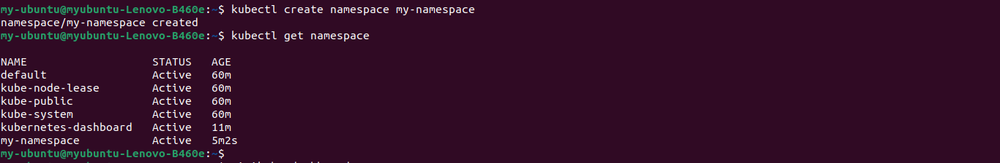 my-ubuntu@myubuntu-Lenovo-B460e:~$ kubectl create namespace my-namespace
namespace/my-namespace created
my-ubuntu@myubuntu-Lenovo-B460e:~$ kubectl get namespace
NAME STATUS AGE
default Active 60m
kube-node-lease Active 60m
kube-public Active 60m
kube-system Active 60m
kubernetes-dashboard Active 11m
my-namespace Active 5m2s
my-ubuntu@myubuntu-Lenovo-B460e:~$